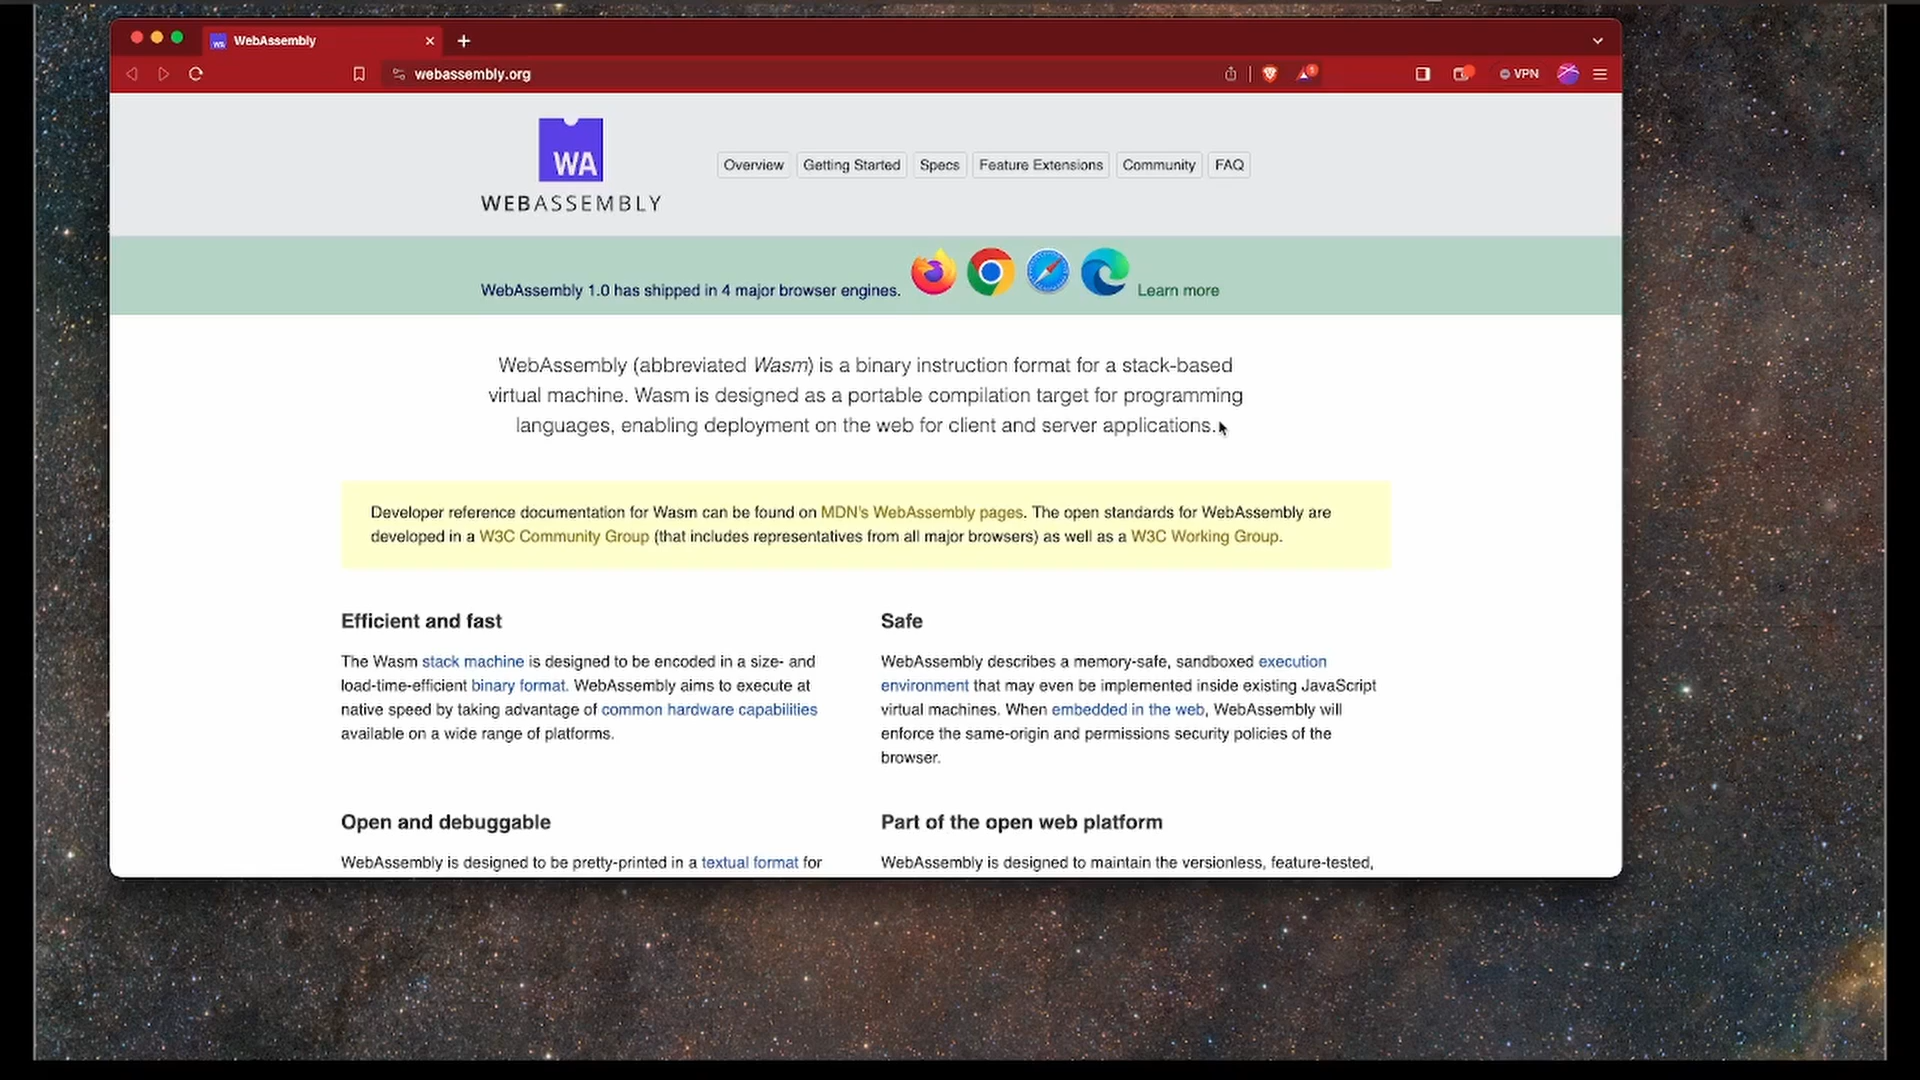 WebAssembly
webassembly.org
1
VPN
WA
WEBASSEMBLY
Overview
Getting Started
Specs
Feature Extensions
Community
FAQ
WebAssembly 1.0 has shipped in 4 major browser engines.
Learn more
WebAssembly (abbreviated Wasm) is a binary instruction format for a stack-based
virtual machine. Wasm is designed as a portable compilation target for programming
languages, enabling deployment on the web for client and server applications.
Developer reference documentation for Wasm can be found on MDN's WebAssembly pages. The open standards for WebAssembly are
developed in a W3C Community Group (that includes representatives from all major browsers) as well as a W3C Working Group.
Efficient and fast
The Wasm stack machine is designed to be encoded in a size- and
load-time-efficient binary format. WebAssembly aims to execute at
native speed by taking advantage of common hardware capabilities
available on a wide range of platforms.
Safe
WebAssembly describes a memory-safe, sandboxed execution
environment that may even be implemented inside existing JavaScript
virtual machines. When embedded in the web, WebAssembly will
enforce the same-origin and permissions security policies of the
browser.
Open and debuggable
WebAssembly is designed to be pretty-printed in a textual format for
Part of the open web platform
WebAssembly is designed to maintain the versionless, feature-tested,